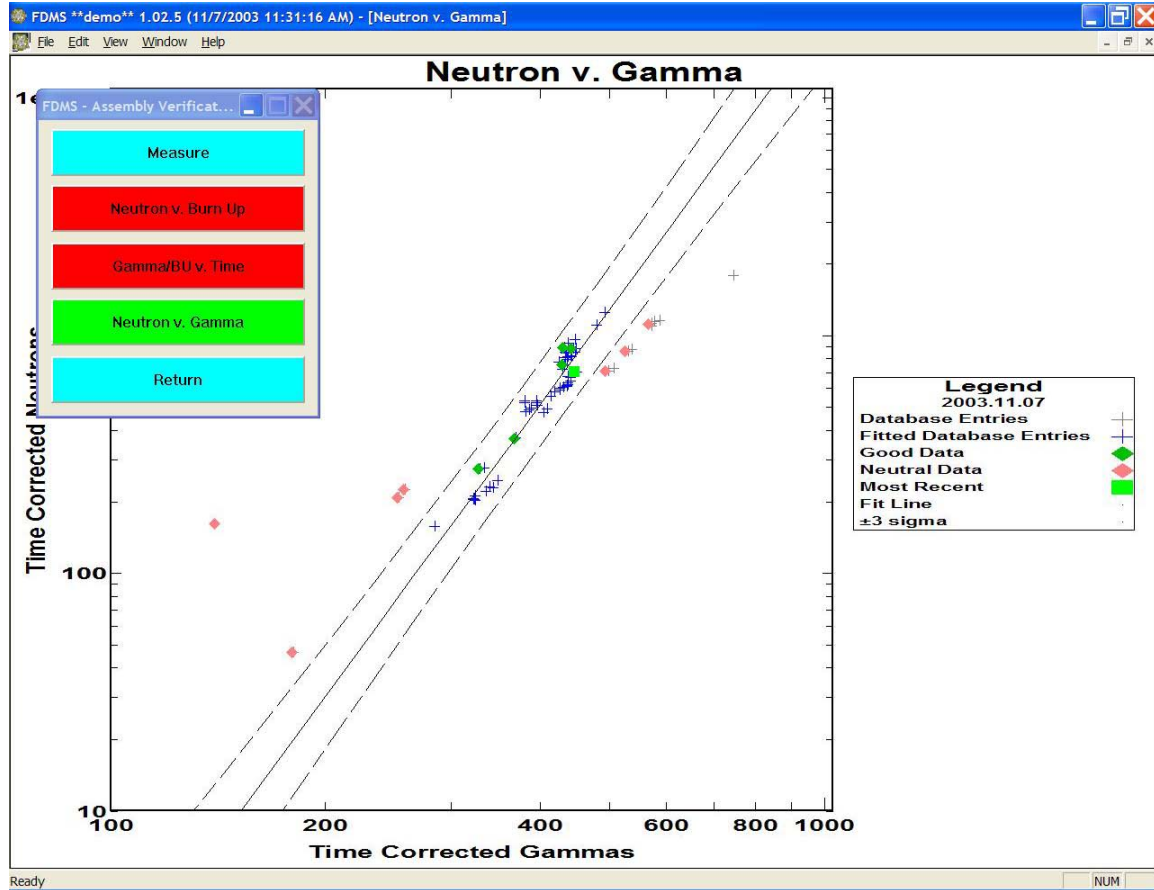 FDMS **demo** 1.02.5 (11/7/2003 11:31:16 AM) - [Neutron v. Gamma]
File Edit View Window Help
Neutron v. Gamma
1e
FDMS - Assembly Verificat...
Measure
Neutron v. Burn Up
Gamma/BU v. Time
Neutron v. Gamma
Return
Time Corrected Neutrons
100
10
100 200 400 600 800 1000
Time Corrected Gammas
Legend
2003.11.07
Database Entries
Fitted Database Entries
Good Data
Neutral Data
Most Recent
Fit Line
±3 sigma
Ready NUM